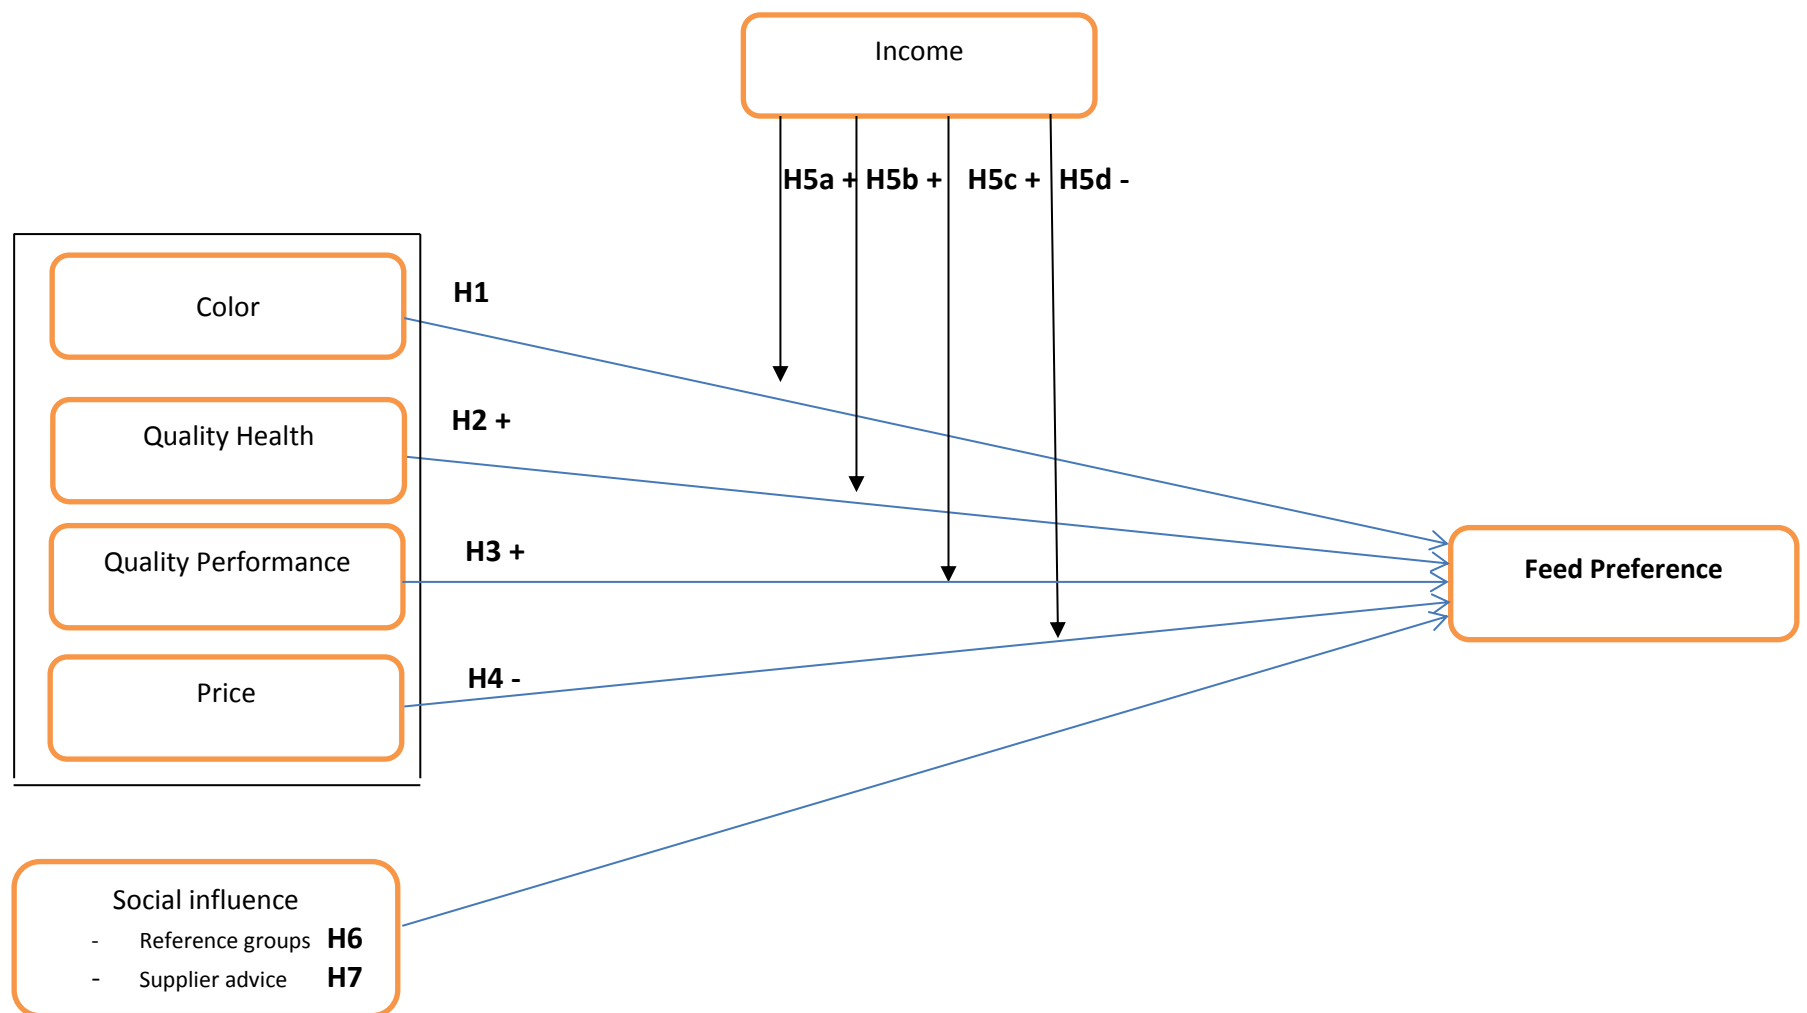 Income
H5a + H5b + H5c + H5d -
Color
H1
Quality Health
H2 +
Quality Performance
H3 +
Feed Preference
Price
H4 -
Social influence
- Reference groups H6
- Supplier advice H7